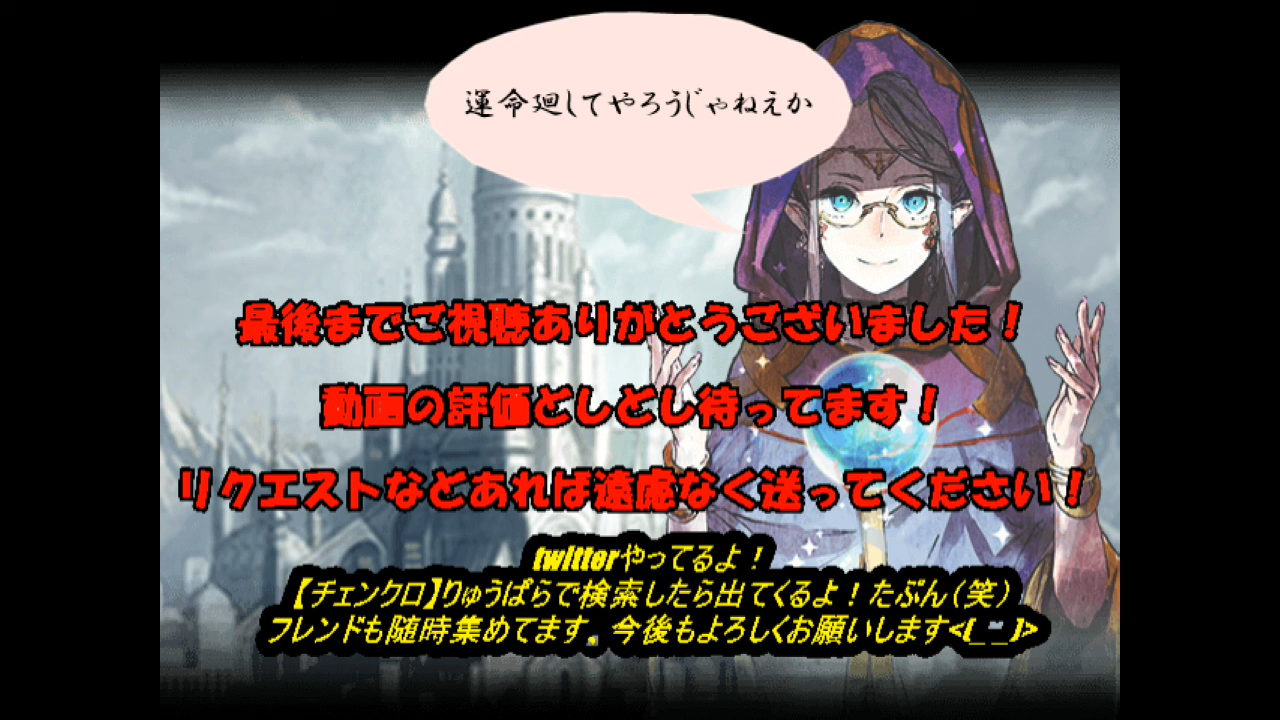 運命廻してやろうじゃねえか
最後までご視聴ありがとうございました！
動画の評価どしどし待ってます！
リクエストなどあれば遠慮なく送ってください！
twitterやってるよ！
【チェンクロ】りゅうぱらで検索したら出てくるよ！たぶん（笑）
フレンドも随時集めてます。今後もよろしくお願いします<(_ _)>